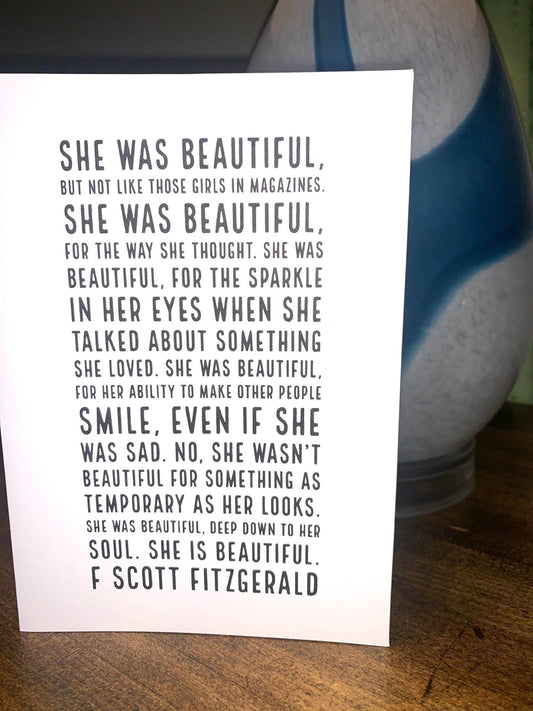 SHE WAS BEAUTIFUL,
BUT NOT LIKE THOSE GIRLS IN MAGAZINES.
SHE WAS BEAUTIFUL,
FOR THE WAY SHE THOUGHT. SHE WAS
BEAUTIFUL, FOR THE SPARKLE
IN HER EYES WHEN SHE
TALKED ABOUT SOMETHING
SHE LOVED. SHE WAS BEAUTIFUL,
FOR HER ABILITY TO MAKE OTHER PEOPLE
SMILE, EVEN IF SHE
WAS SAD. NO, SHE WASN'T
BEAUTIFUL FOR SOMETHING AS
TEMPORARY AS HER LOOKS.
SHE WAS BEAUTIFUL, DEEP DOWN TO HER
SOUL. SHE IS BEAUTIFUL.
F SCOTT FITZGERALD